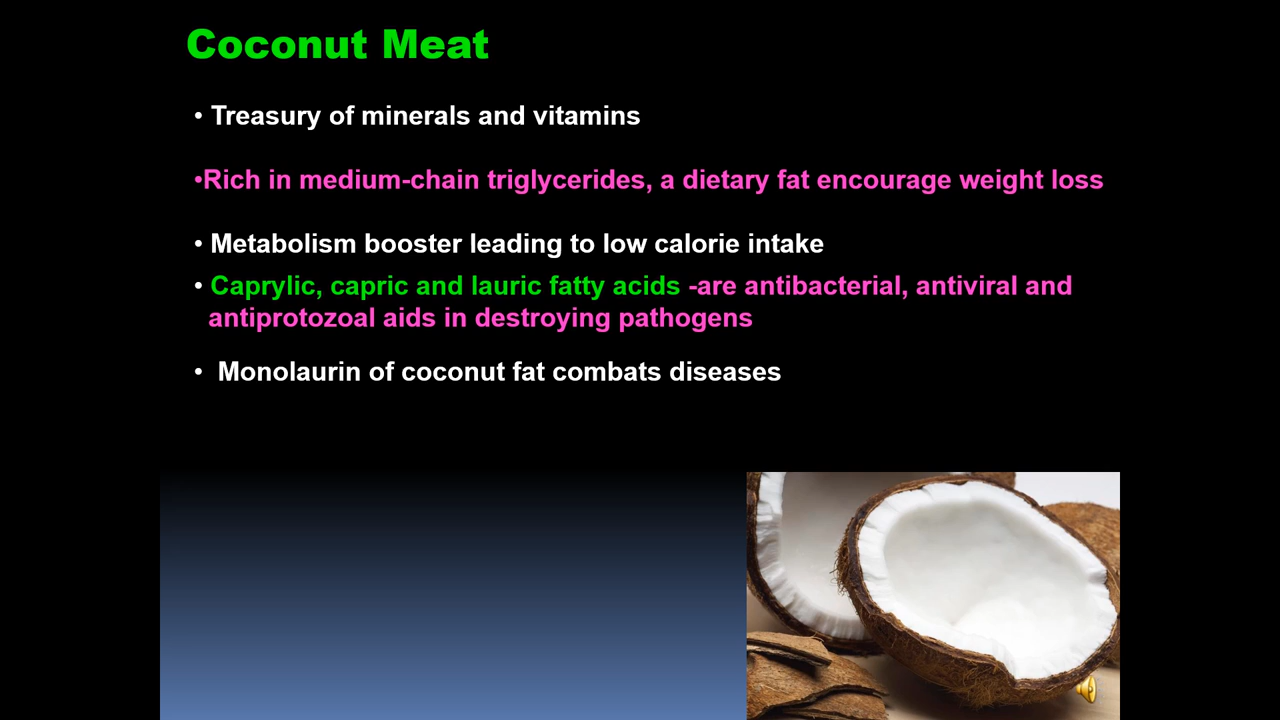 Coconut Meat
• Treasury of minerals and vitamins
•Rich in medium-chain triglycerides, a dietary fat encourage weight loss
• Metabolism booster leading to low calorie intake
• Caprylic, capric and lauric fatty acids -are antibacterial, antiviral and
antiprotozoal aids in destroying pathogens
• Monolaurin of coconut fat combats diseases